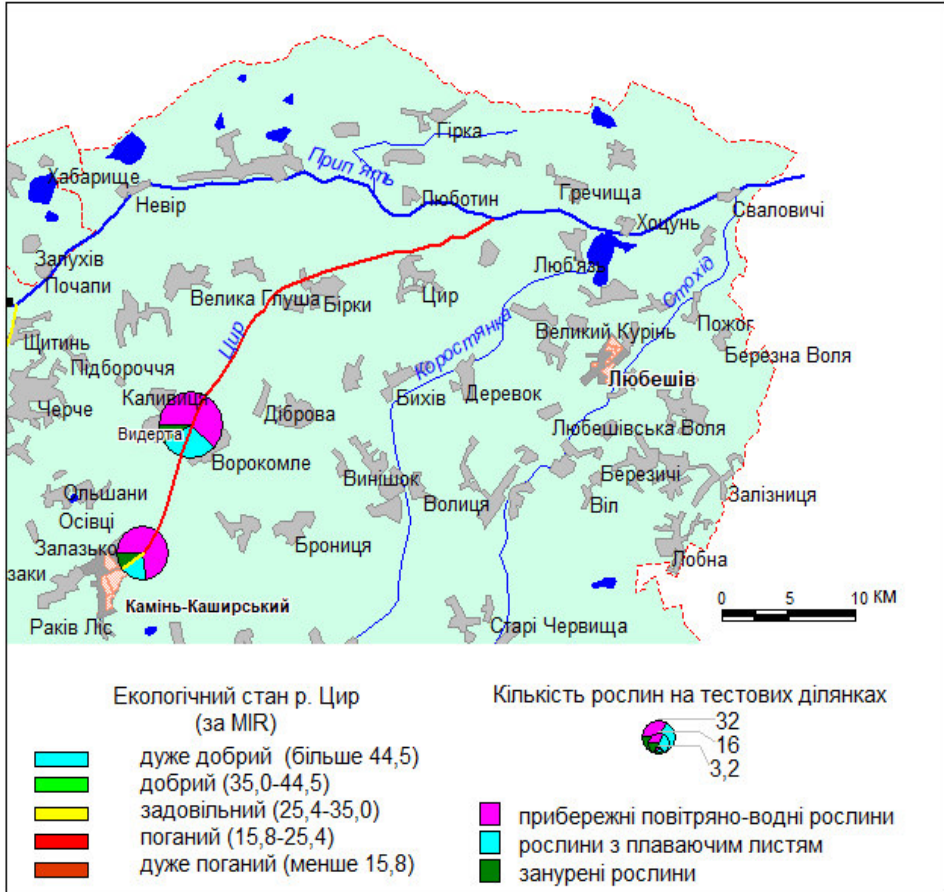 Гірка
Прип'ять
Хабарище
Невір
Люботин
Гречища
Хоцунь
Сваловичі
Залухів
Почапи
Люб'язь
Стохід
Велика Глуша
Бірки
Цир
Цир
Коростянка
Великий Курінь
Пожог
Березна Воля
Щитинь
Підбороччя
Любешів
Черче
Каливиця
Видерта
Діброва
Бихів
Деревок
Ворокомле
Любешівська Воля
Винішок
Волиця
Березичі
Віл
Залізниця
Ольшани
Осівці
Броница
Залазько
заки
Лобна
Камінь-Каширський
Раків Ліс
Старі Червища
0 5 10 КМ
Екологічний стан р. Цир
(за MIR)
дуже добрий (більше 44,5)
добрий (35,0-44,5)
задовільний (25,4-35,0)
поганий (15,8-25,4)
дуже поганий (менше 15,8)
Кількість рослин на тестових ділянках
32
16
3,2
прибережні повітряно-водні рослини
рослини з плаваючим листям
занурені рослини